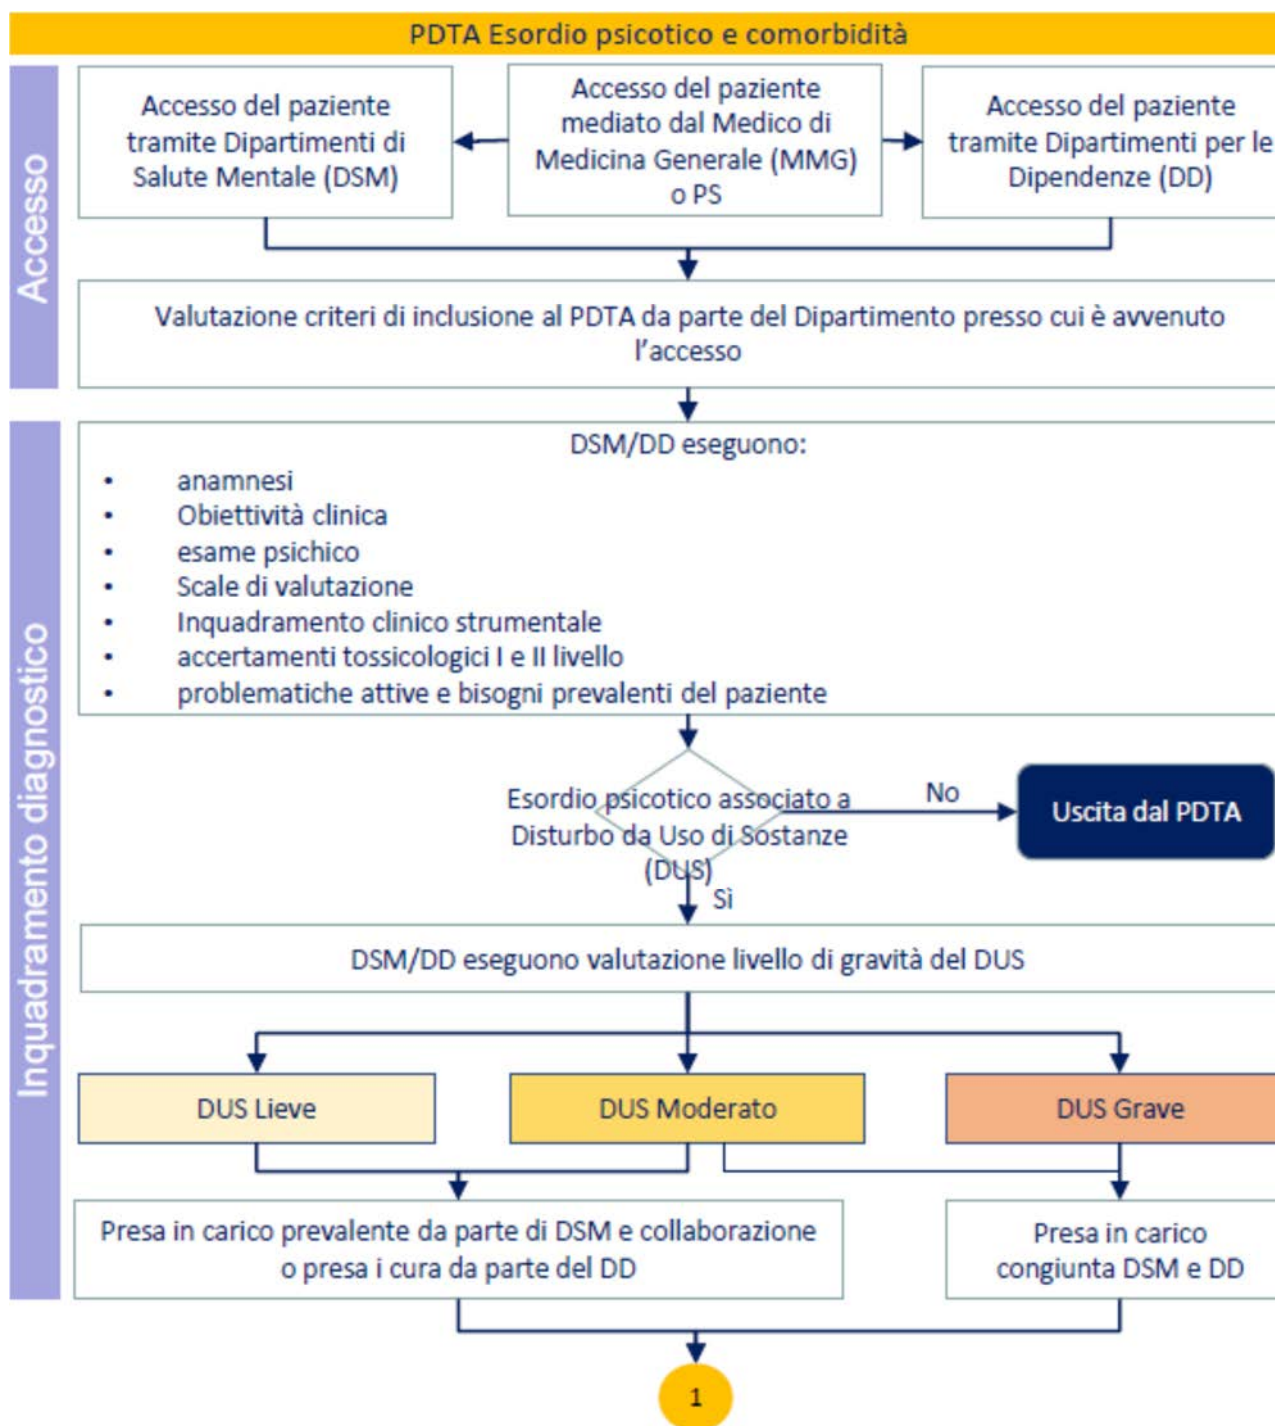 PDTA Esordio psicotico e comorbidità
Accesso
Accesso del paziente
tramite Dipartimenti di
Salute Mentale (DSM)
Accesso del paziente
mediato dal Medico di
Medicina Generale (MMG)
o PS
Accesso del paziente
tramite Dipartimenti per le
Dipendenze (DD)
Valutazione criteri di inclusione al PDTA da parte del Dipartimento presso cui è avvenuto
l'accesso
Inquadramento diagnostico
DSM/DD eseguono:
• anamnesi
• Obiettività clinica
• esame psichico
• Scale di valutazione
• Inquadramento clinico strumentale
• accertamenti tossicologici I e II livello
• problematiche attive e bisogni prevalenti del paziente
Esordio psicotico associato a
Disturbo da Uso di Sostanze
(DUS)
No
Uscita dal PDTA
Sì
DSM/DD eseguono valutazione livello di gravità del DUS
DUS Lieve
DUS Moderato
DUS Grave
Presa in carico prevalente da parte di DSM e collaborazione
o presa i cura da parte del DD
Presa in carico
congiunta DSM e DD
1